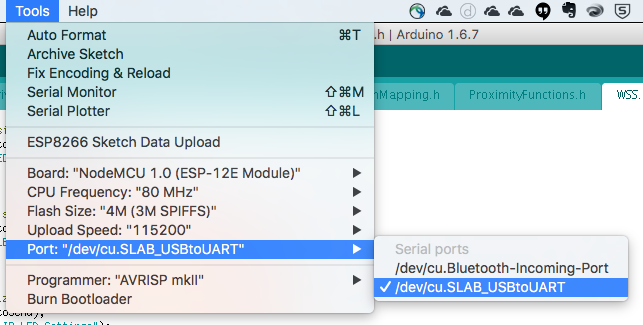 Tools Help
.h | Arduino 1.6.7
Auto Format ⌘T
Archive Sketch
Fix Encoding & Reload
Serial Monitor ⇧⌘M
Serial Plotter ⇧⌘L
nMapping.h ProximityFunctions.h WSS.
ESP8266 Sketch Data Upload
Board: "NodeMCU 1.0 (ESP-12E Module)"
CPU Frequency: "80 MHz"
Flash Size: "4M (3M SPIFFS)"
Upload Speed: "115200"
Port: "/dev/cu.SLAB_USBtoUART"
Serial ports
/dev/cu.Bluetooth-Incoming-Port
✓ /dev/cu.SLAB_USBtoUART
Programmer: "AVRISP mkII"
Burn Bootloader